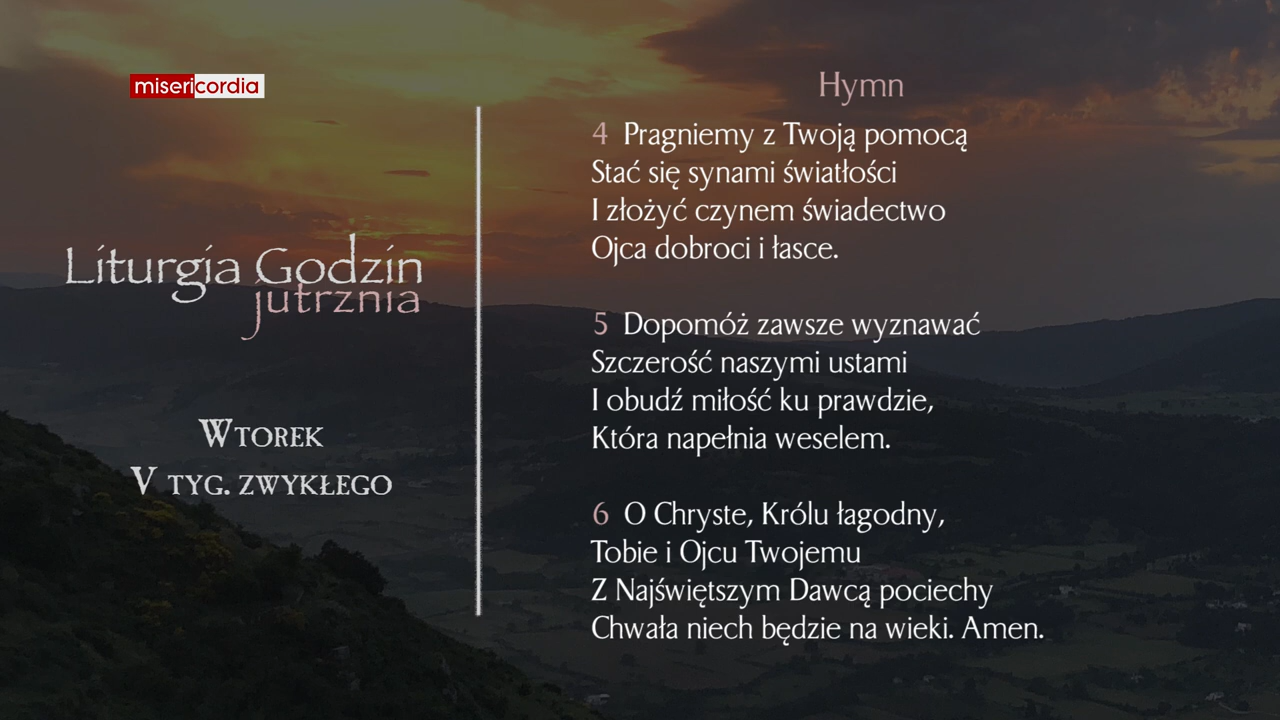 misericordia
Liturgia Godzin
jutrznia
Wtorek
V tyg. zwykłego
Hymn
4 Pragniemy z Twoją pomocą
Stać się synami światłości
I złożyć czynem świadectwo
Ojca dobroci i łasce.
5 Dopomóż zawsze wyznawać
Szczerość naszymi ustami
I obudź miłość ku prawdzie,
Która napełnia weselem.
6 O Chryste, Królu łagodny,
Tobie i Ojcu Twojemu
Z Najświętszym Dawcą pociechy
Chwała niech będzie na wieki. Amen.